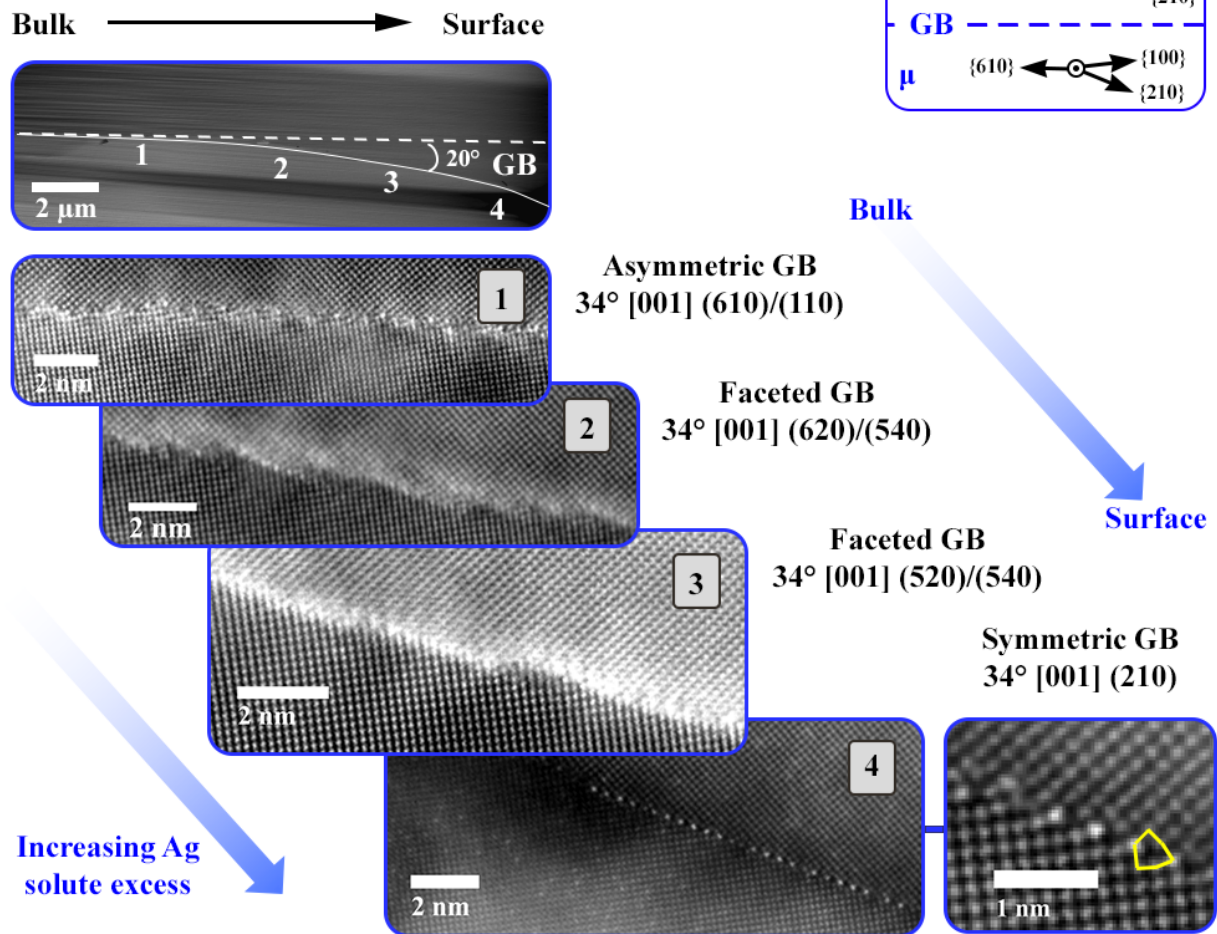 Bulk
Surface
GB
μ
{610}
{100}
{210}
1
2
3
4
20°
GB
2 μm
Bulk
Surface
1
2 nm
Asymmetric GB
34° [001] (610)/(110)
2
2 nm
Faceted GB
34° [001] (620)/(540)
3
2 nm
Faceted GB
34° [001] (520)/(540)
4
2 nm
Symmetric GB
34° [001] (210)
1 nm
Increasing Ag
solute excess